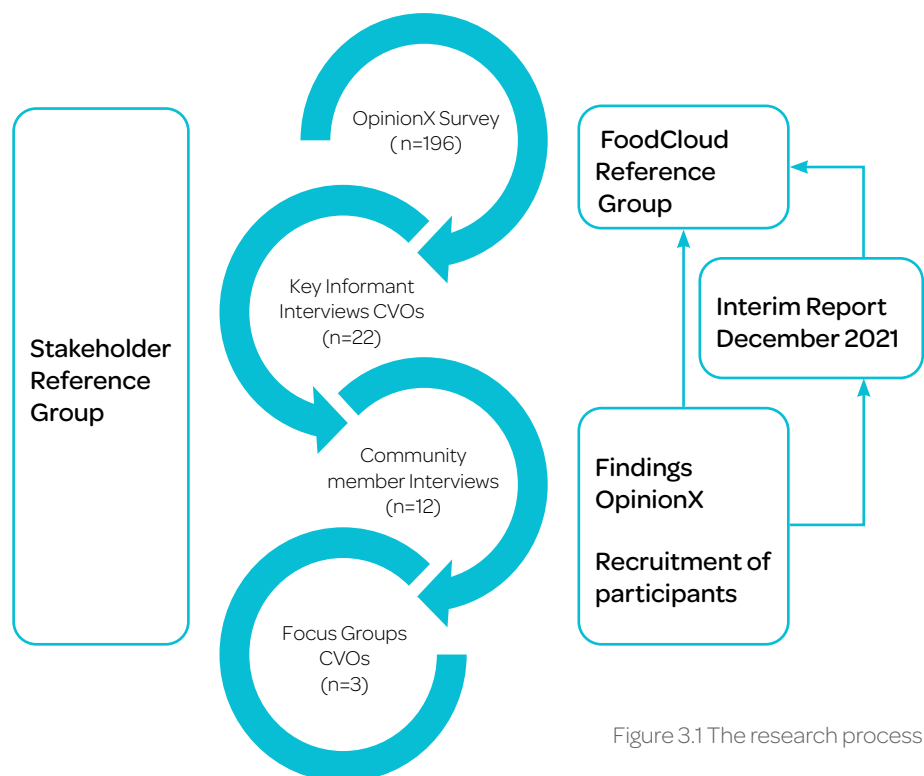 Stakeholder
Reference
Group
OpinionX Survey
( n=196)
Key Informant
Interviews CVOs
(n=22)
Community
member Interviews
(n=12)
Focus Groups
CVOs
(n=3)
FoodCloud
Reference
Group
Interim Report
December 2021
Findings
OpinionX
Recruitment of
participants
Figure 3.1 The research process